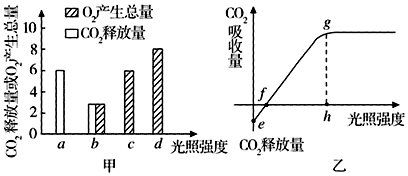 CO₂释放量或O₂产生总量
O₂产生总量
CO₂释放量
10
8
6
4
2
0
a b c d 光照强度
甲
CO₂
吸收量
g
f
e
h 光照强度
CO₂释放量
乙